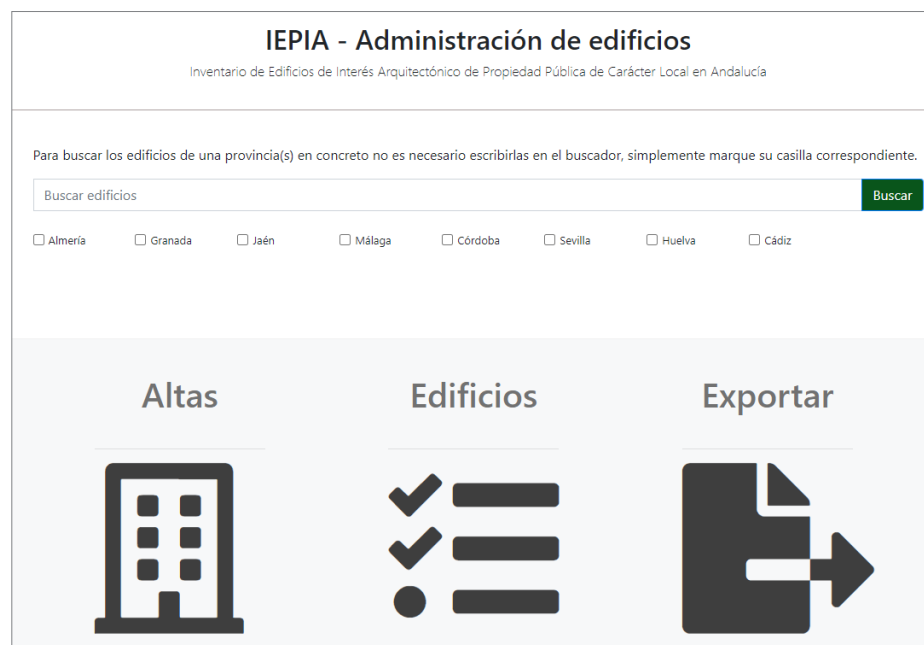 IEPIA - Administración de edificios
Inventario de Edificios de Interés Arquitectónico de Propiedad Pública de Carácter Local en Andalucía
Para buscar los edificios de una provincia(s) en concreto no es necesario escribirlas en el buscador, simplemente marque su casilla correspondiente.
Buscar edificios Buscar
Almería Granada Jaén Málaga Córdoba Sevilla Huelva Cádiz
Altas Edificios Exportar